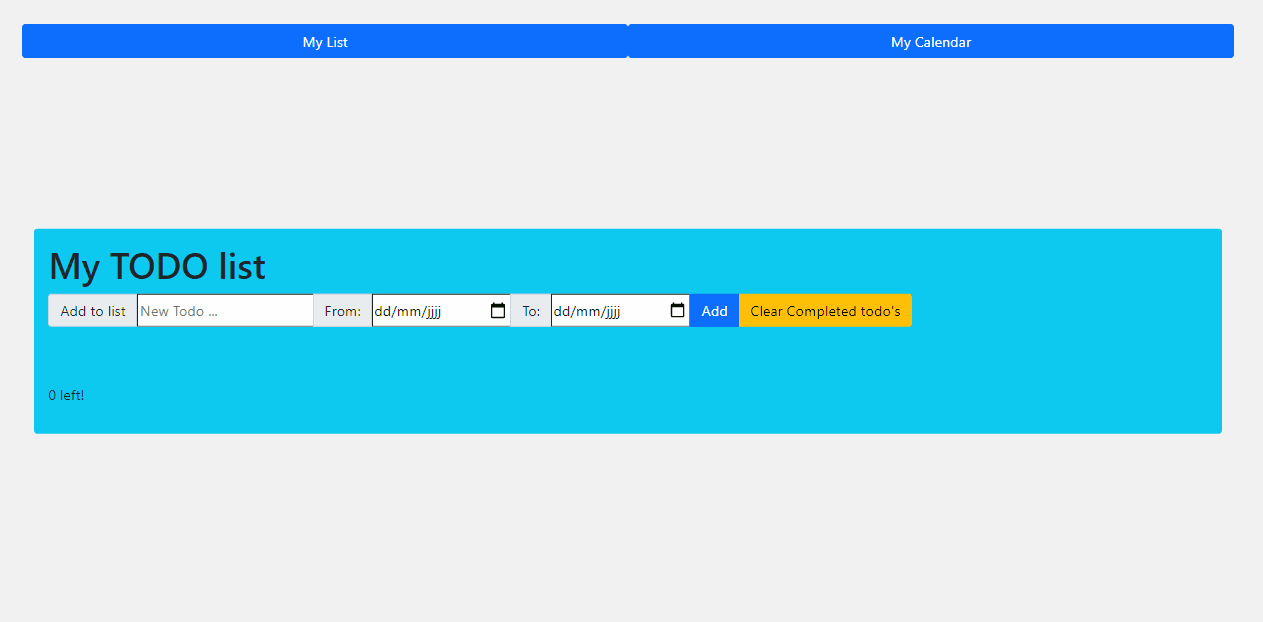 My List My Calendar
My TODO list
Add to list New Todo ... From: dd/mm/jjjj To: dd/mm/jjjj Add Clear Completed todo's
0 left!